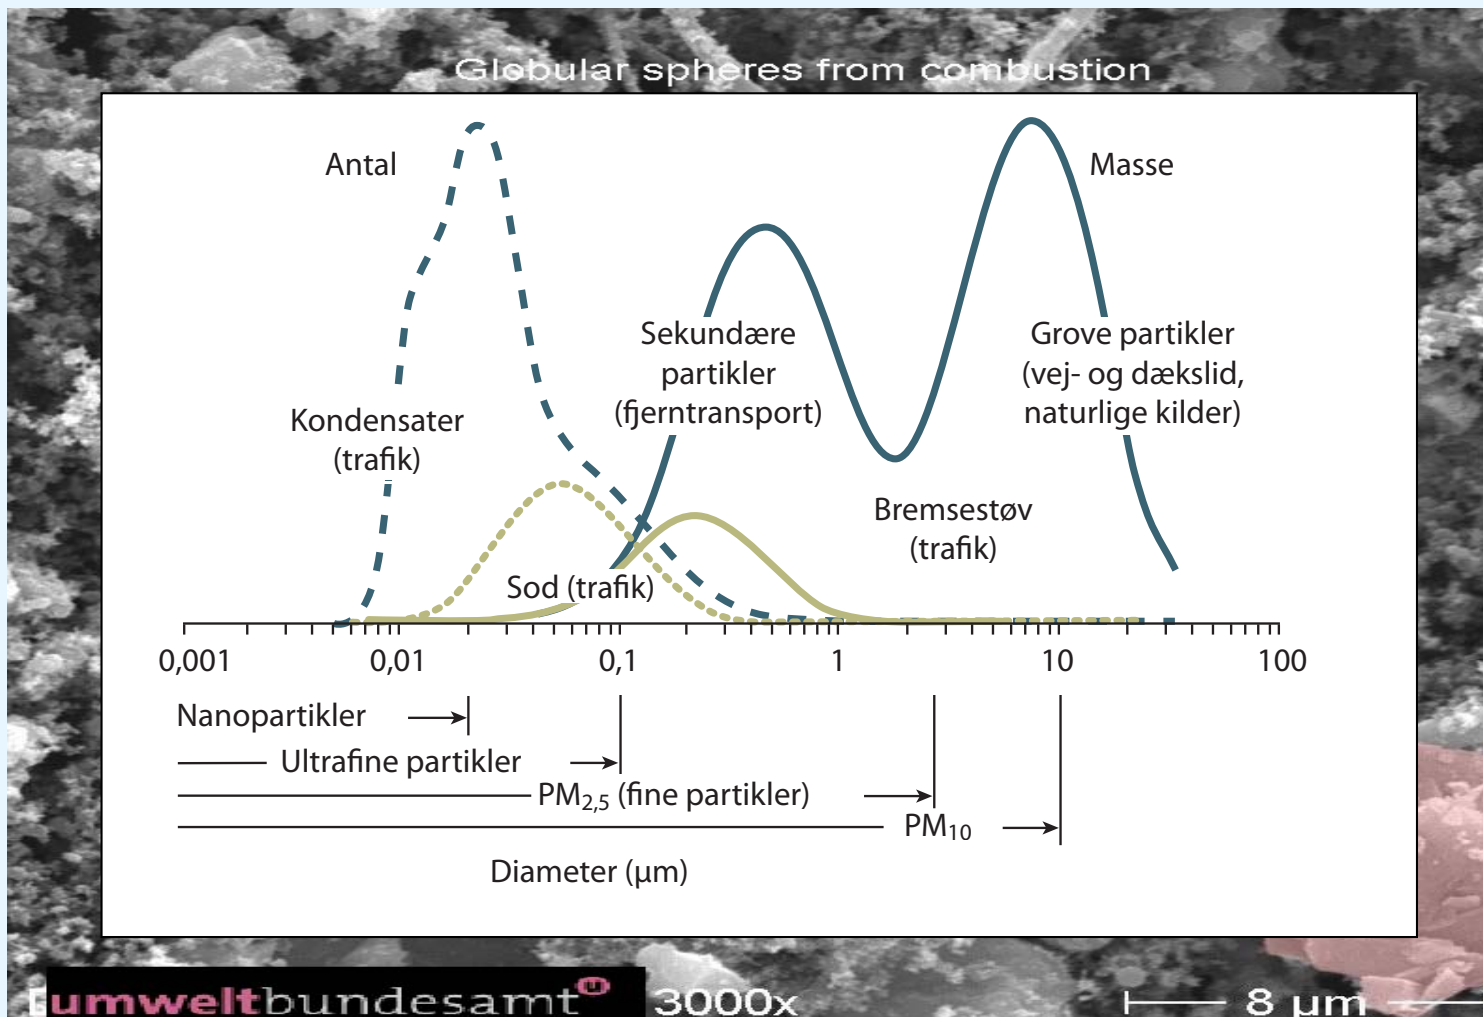 Globular spheres from combustion
Antal
Masse
Sekundære
partikler
(fjerntransport)
Grove partikler
(vej- og dækslid,
naturlige kilder)
Kondensater
(trafik)
Bremsestøv
(trafik)
Sod (trafik)
0,001 0,01 0,1 1 10 100
Nanopartikler
Ultrafine partikler
PM2,5 (fine partikler)
PM10
Diameter (µm)
umweltbundesamt
3000x
8 µm